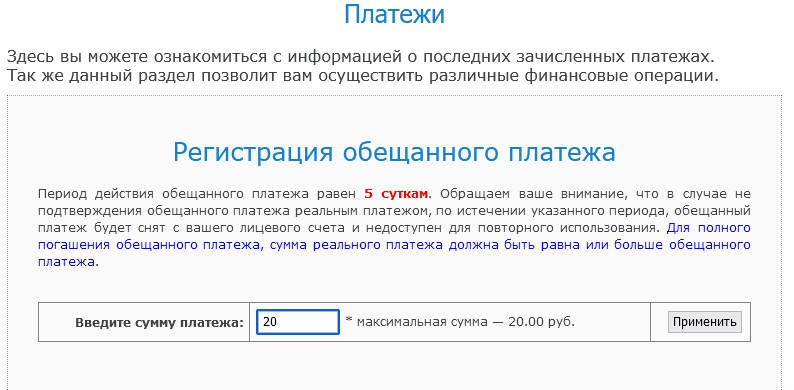 Платежи
Здесь вы можете ознакомиться с информацией о последних зачисленных платежах.
Так же данный раздел позволит вам осуществить различные финансовые операции.
Регистрация обещанного платежа
Период действия обещанного платежа равен 5 суткам. Обращаем ваше внимание, что в случае не
подтверждения обещанного платежа реальным платежом, по истечении указанного периода, обещанный
платеж будет снят с вашего лицевого счета и недоступен для повторного использования. Для полного
погашения обещанного платежа, сумма реального платежа должна быть равна или больше обещанного
платежа.
Введите сумму платежа: 20 * максимальная сумма — 20.00 руб. Применить